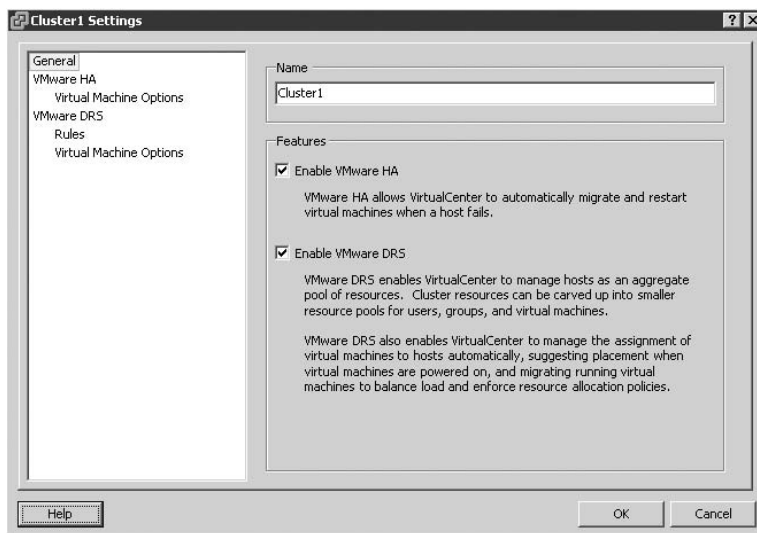 Cluster1 Settings
General
VMware HA
Virtual Machine Options
VMware DRS
Rules
Virtual Machine Options
Name
Cluster1
Features
Enable VMware HA
VMware HA allows VirtualCenter to automatically migrate and restart
virtual machines when a host fails.
Enable VMware DRS
VMware DRS enables VirtualCenter to manage hosts as an aggregate
pool of resources. Cluster resources can be carved up into smaller
resource pools for users, groups, and virtual machines.
VMware DRS also enables VirtualCenter to manage the assignment of
virtual machines to hosts automatically, suggesting placement when
virtual machines are powered on, and migrating running virtual
machines to balance load and enforce resource allocation policies.
Help
OK
Cancel